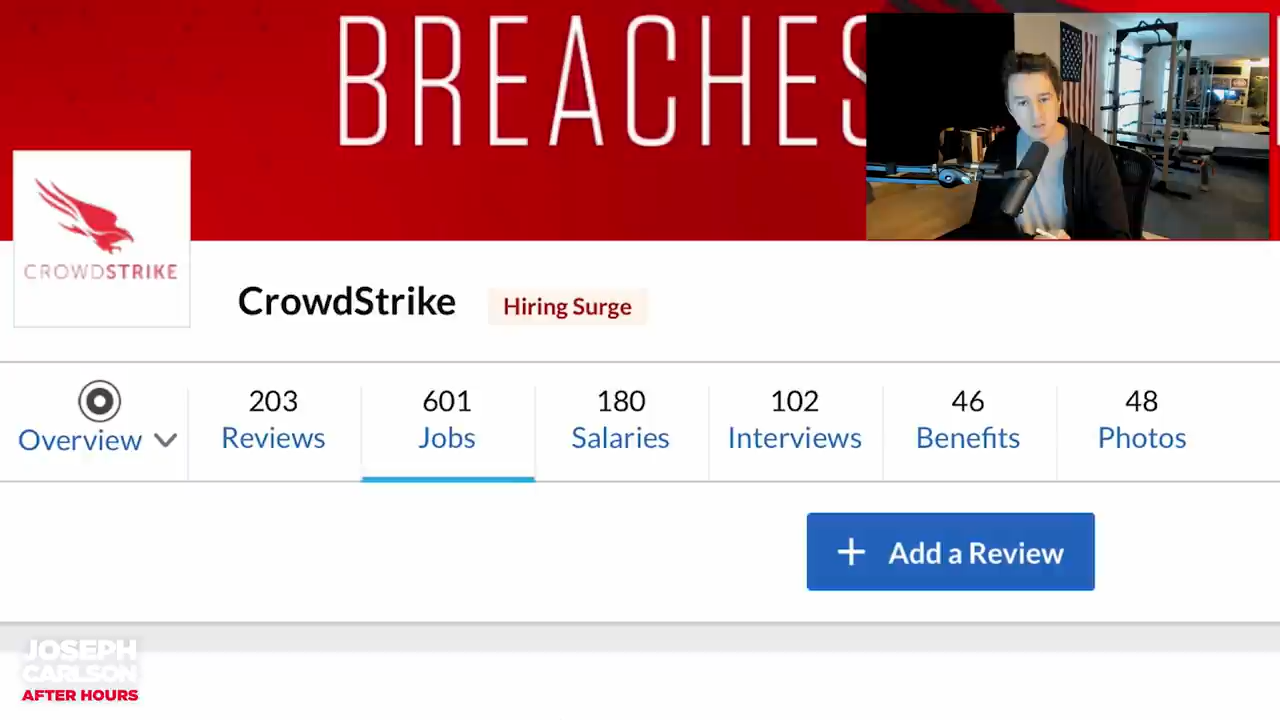 BREACHES
CROWDSTRIKE
CrowdStrike
Hiring Surge
Overview
203
Reviews
601
Jobs
180
Salaries
102
Interviews
46
Benefits
48
Photos
+ Add a Review
JOSEPH
CARLSON
AFTER HOURS